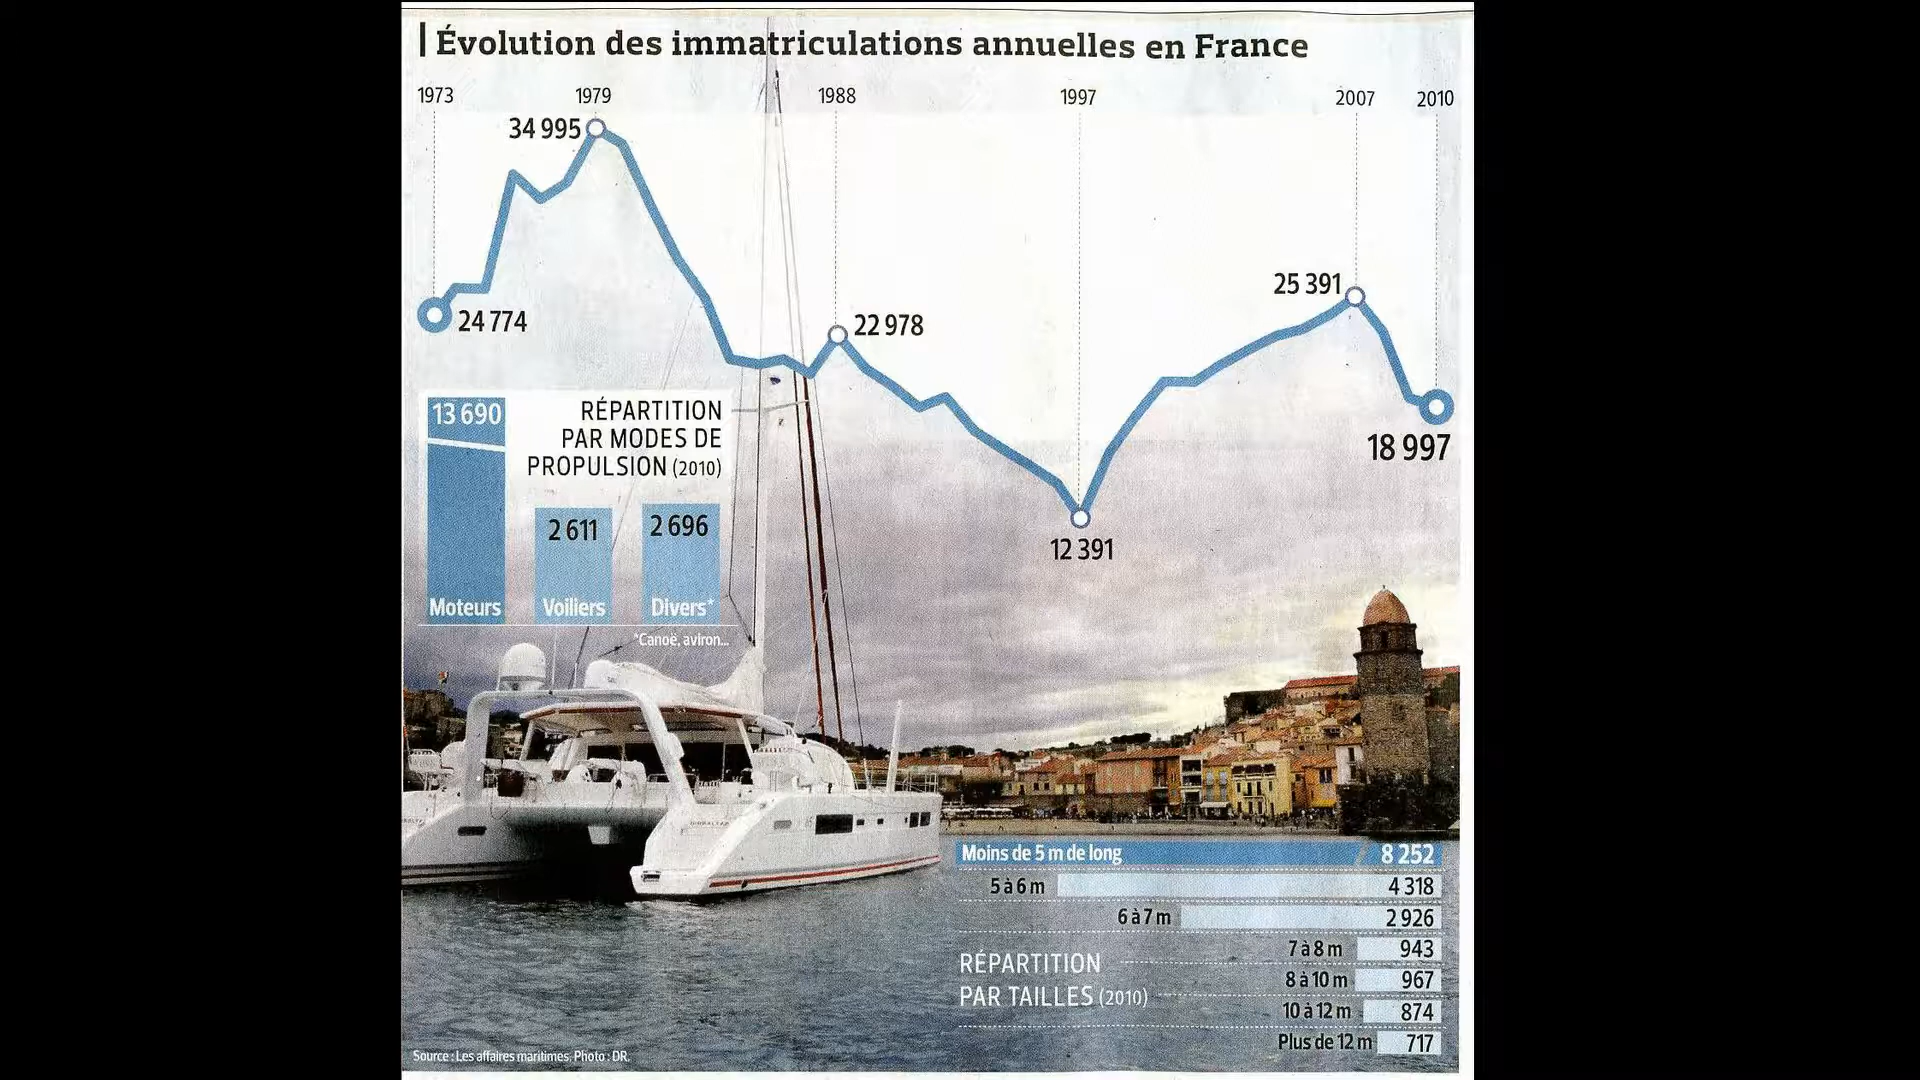 Évolution des immatriculations annuelles en France
1973 1979 1988 1997 2007 2010
34 995
25 391
24 774
22 978
18 997
12 391
13 690
RÉPARTITION
PAR MODES DE
PROPULSION (2010)
2 611
2 696
Moteurs
Voiliers
Divers*
*Canoë, aviron...
Moins de 5 m de long 8 252
5 à 6 m 4 318
6 à 7 m 2 926
7 à 8 m 943
8 à 10 m 967
10 à 12 m 874
Plus de 12 m 717
RÉPARTITION
PAR TAILLES (2010)
Source : Les affaires maritimes. Photo : DR.